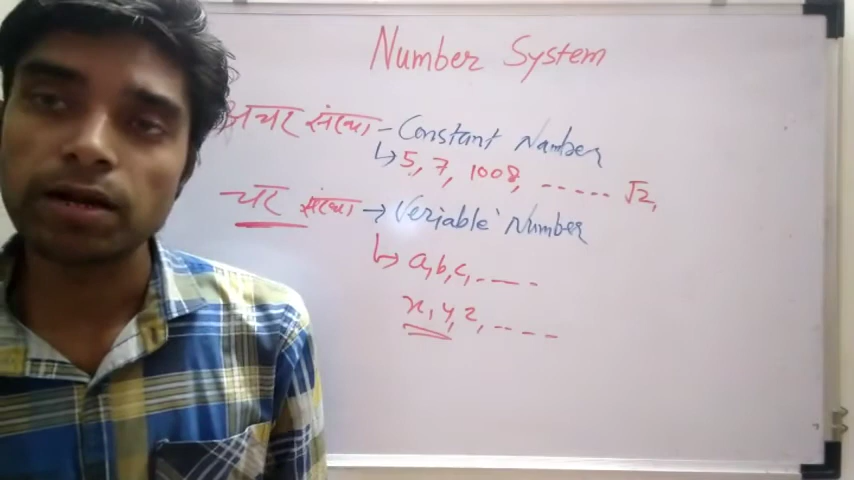 Number System
अचर संख्या - Constant Number
↳ 5, 7, 1008, ------ √2,
चर संख्या → Veriable Number
↳ a, b, c, -----
x, y, z, -----